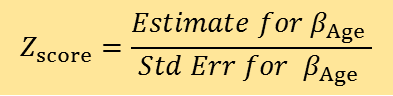 Z_score = Estimate for β_Age / Std Err for β_Age